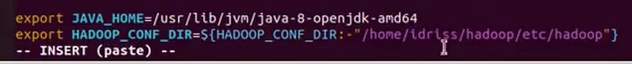 export JAVA_HOME=/usr/lib/jvm/java-8-openjdk-amd64
export HADOOP_CONF_DIR=${HADOOP_CONF_DIR:-"/home/idriss/hadoop/etc/hadoop"}
-- INSERT (paste) --